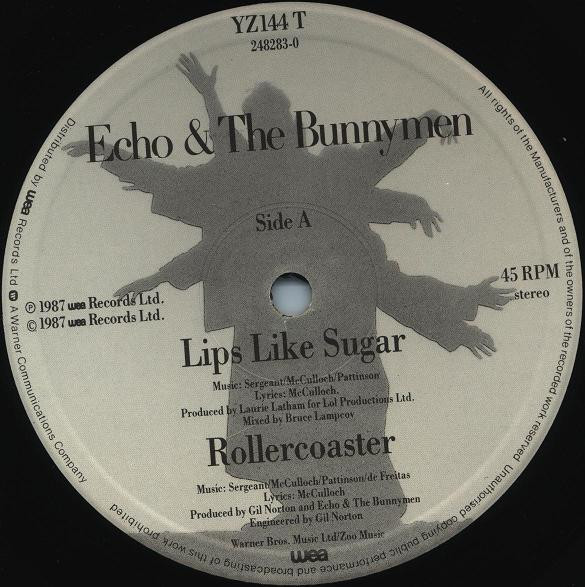 YZ144 T
248283-0
Echo & The Bunnymen
Side A
℗ 1987 wea Records Ltd.
© 1987 wea Records Ltd.
45 RPM
stereo
Lips Like Sugar
Music: Sergeant/McCulloch/Pattinson
Lyrics: McCulloch.
Produced by Laurie Latham for Lol Productions Ltd.
Mixed by Bruce Lampcov
Rollercoaster
Music: Sergeant/McCulloch/Pattinson/de Freitas
Lyrics: McCulloch
Produced by Gil Norton and Echo & The Bunnymen
Engineered by Gil Norton
Warner Bros. Music Ltd/Zoo Music
wea
All rights of the Manufacturers and of the owners of the recorded work reserved Unauthorised copying public performance and broadcasting of this work prohibited
Distributed by wea Records Ltd A Warner Communications Company